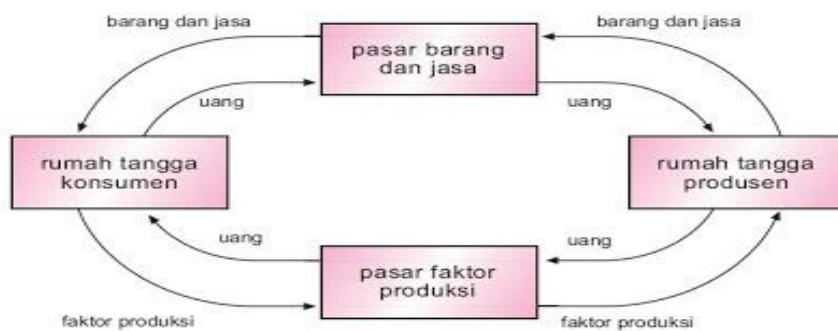 barang dan jasa
barang dan jasa
pasar barang
dan jasa
uang
uang
rumah tangga
konsumen
rumah tangga
produsen
uang
uang
pasar faktor
produksi
faktor produksi
faktor produksi